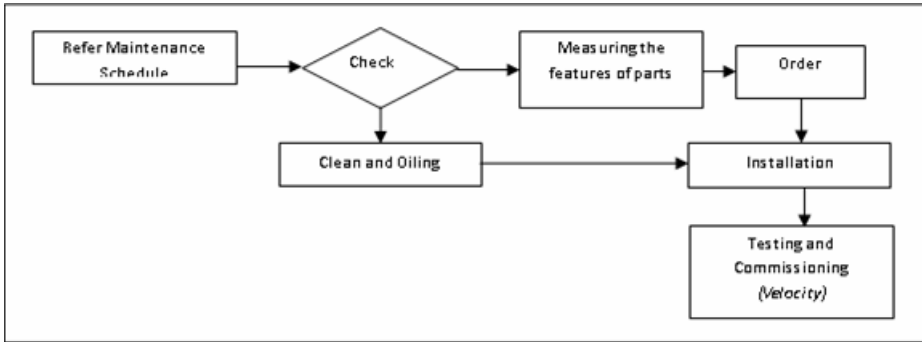 Refer Maintenance
Schedule
Check
Measuring the
features of parts
Order
Clean and Oiling
Installation
Testing and
Commissioning
(Velocity)